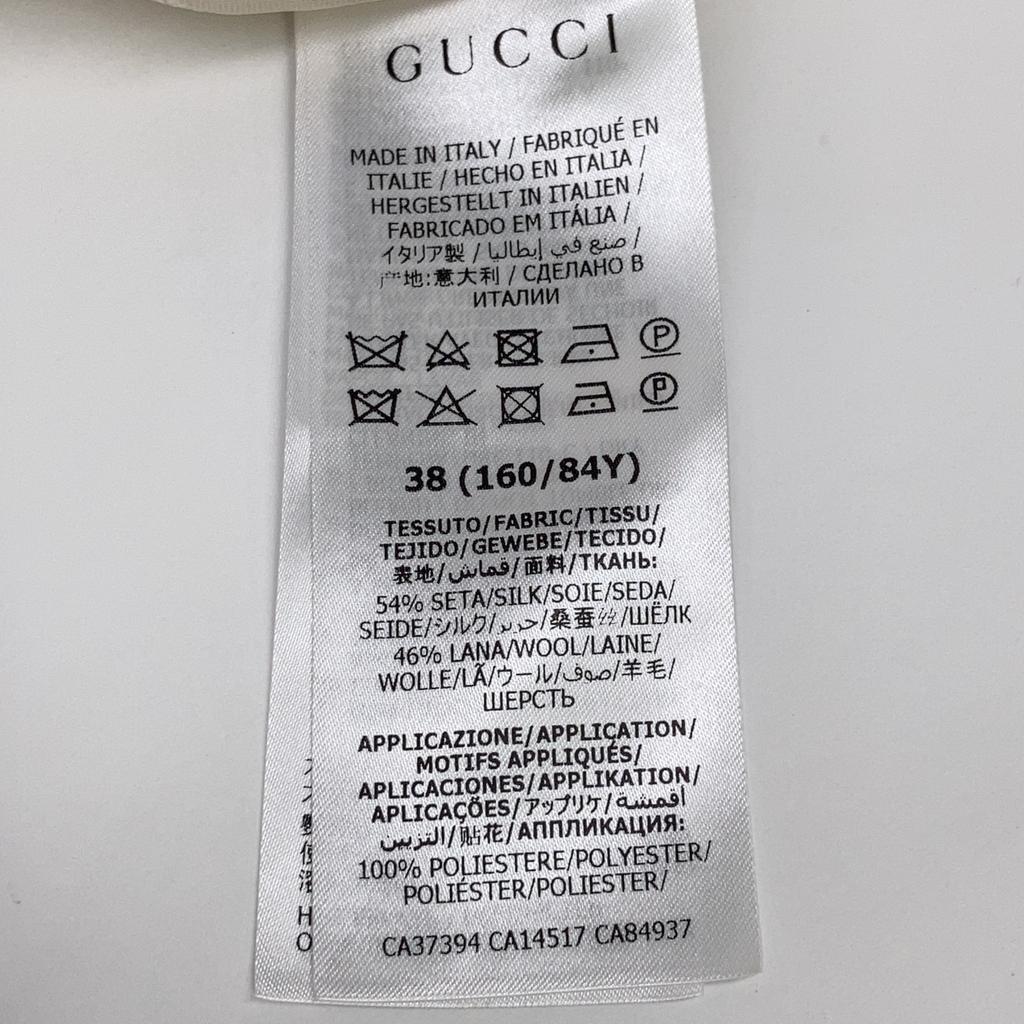 GUCCI
MADE IN ITALY / FABRIQUÉ EN
ITALIE / HECHO EN ITALIA /
HERGESTELLT IN ITALIEN /
FABRICADO EM ITÁLIA /
イタリア製 / صنع في إيطاليا /
产地:意大利 / СДЕЛАНО В
ИТАЛИИ
P
P
38 (160/84Y)
TESSUTO/FABRIC/TISSU/
TEJIDO/GEWEBE/TECIDO/
表地/قماش/面料/ТКАНЬ:
54% SETA/SILK/SOIE/SEDA/
SEIDE/シルク/حرير/桑蚕丝/ШЁЛК
46% LANA/WOOL/LAINE/
WOLLE/LÃ/ウール/صوف/羊毛/
ШЕРСТЬ
APPLICAZIONE/APPLICATION/
MOTIFS APPLIQUÉS/
APLICACIONES/APPLIKATION/
APLICAÇÕES/アップリケ/أقمشة
التزيين/贴花/АППЛИКАЦИЯ:
100% POLIESTERE/POLYESTER/
POLIÉSTER/POLIESTER/
CA37394 CA14517 CA84937